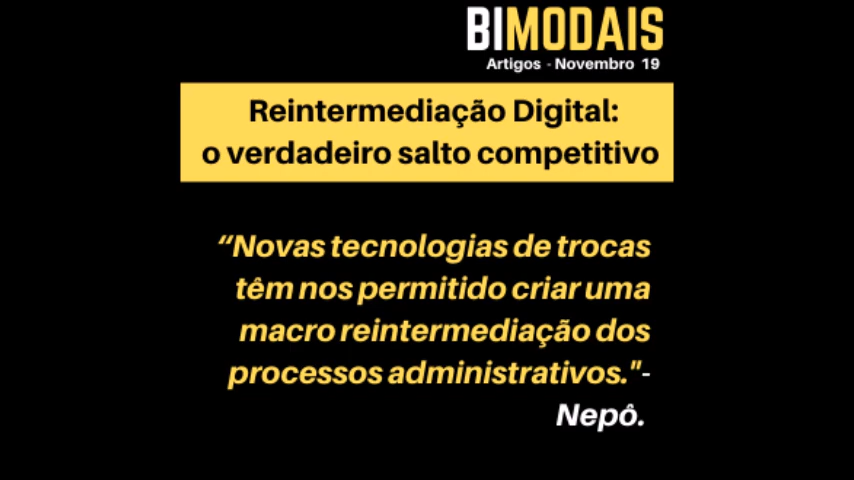 BIMODAIS
Artigos - Novembro 19
Reintermediação Digital:
o verdadeiro salto competitivo
“Novas tecnologias de trocas
têm nos permitido criar uma
macro reintermediação dos
processos administrativos."-
Nepô.